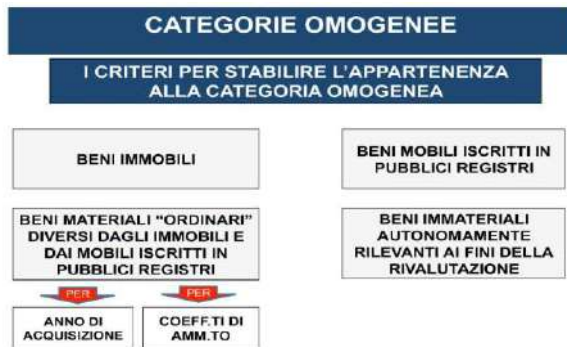 CATEGORIE OMOGENEE
I CRITERI PER STABILIRE L'APPARTENENZA
ALLA CATEGORIA OMOGENEA
BENI IMMOBILI
BENI MOBILI ISCRITTI IN
PUBBLICI REGISTRI
BENI MATERIALI “ORDINARI”
DIVERSI DAGLI IMMOBILI E
DAI MOBILI ISCRITTI IN
PUBBLICI REGISTRI
BENI IMMATERIALI
AUTONOMAMENTE
RILEVANTI AI FINI DELLA
RIVALUTAZIONE
PER
PER
ANNO DI
ACQUISIZIONE
COEFF.TI DI
AMM.TO